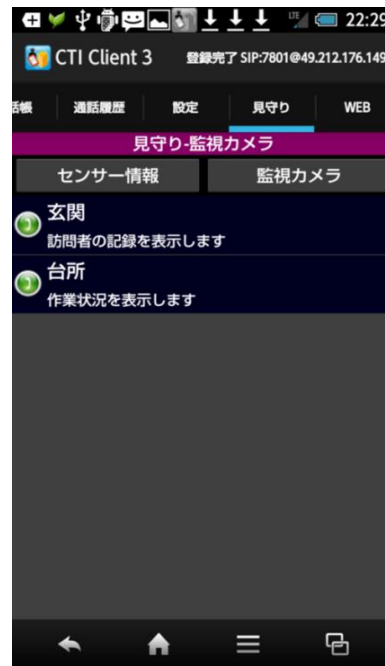 LTE 22:29
CTI Client 3 登録完了 SIP:7801@49.212.176.149
話帳 通話履歴 設定 見守り WEB
見守り-監視カメラ
センサー情報 監視カメラ
玄関
訪問者の記録を表示します
台所
作業状況を表示します